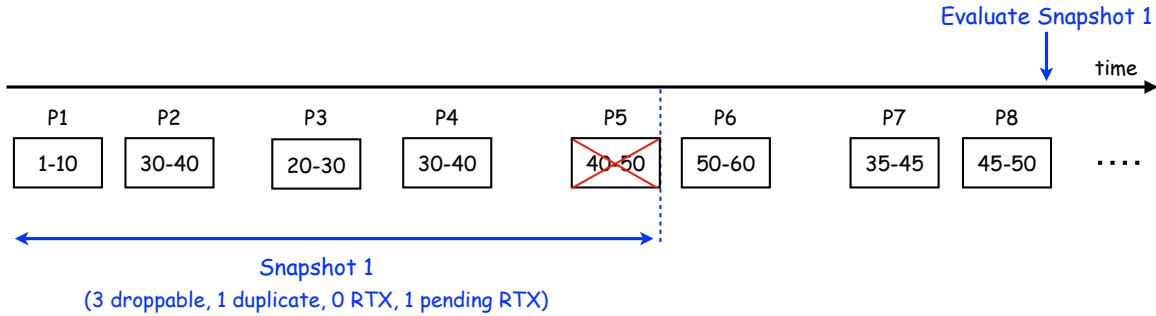 Evaluate Snapshot 1
time
P1 P2 P3 P4 P5 P6 P7 P8
1-10 30-40 20-30 30-40 40-50 50-60 35-45 45-50 ....
Snapshot 1
(3 droppable, 1 duplicate, 0 RTX, 1 pending RTX)